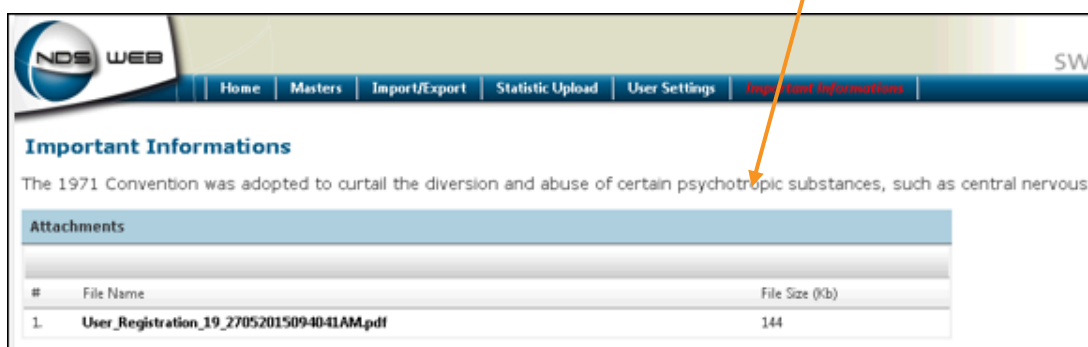 NDS WEB
SW
Home Masters Import/Export Statistic Upload User Settings Important Informations
Important Informations
The 1971 Convention was adopted to curtail the diversion and abuse of certain psychotropic substances, such as central nervous
Attachments
# File Name File Size (Kb)
1. User_Registration_19_27052015094041AM.pdf 144